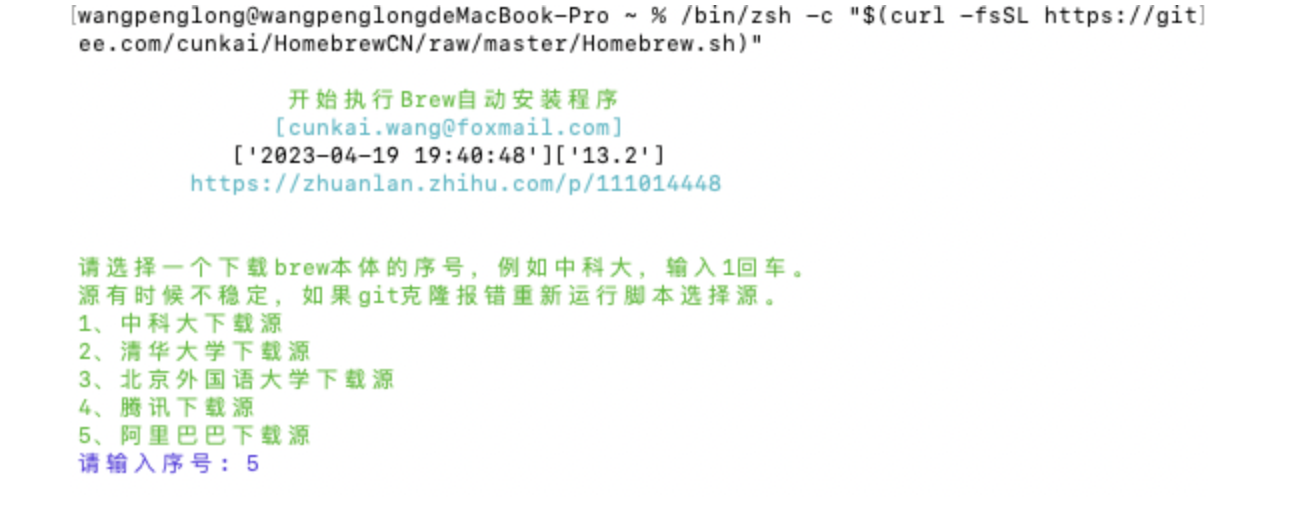 [wangpenglong@wangpenglongdeMacBook-Pro ~ % /bin/zsh -c "$(curl -fsSL https://git]
ee.com/cunkai/HomebrewCN/raw/master/Homebrew.sh)"
开始执行Brew自动安装程序
[cunkai.wang@foxmail.com]
['2023-04-19 19:40:48']['13.2']
https://zhuanlan.zhihu.com/p/111014448
请选择一个下载brew本体的序号，例如中科大，输入1回车。
源有时候不稳定，如果git克隆报错重新运行脚本选择源。
1、中科大下载源
2、清华大学下载源
3、北京外国语大学下载源
4、腾讯下载源
5、阿里巴巴下载源
请输入序号: 5